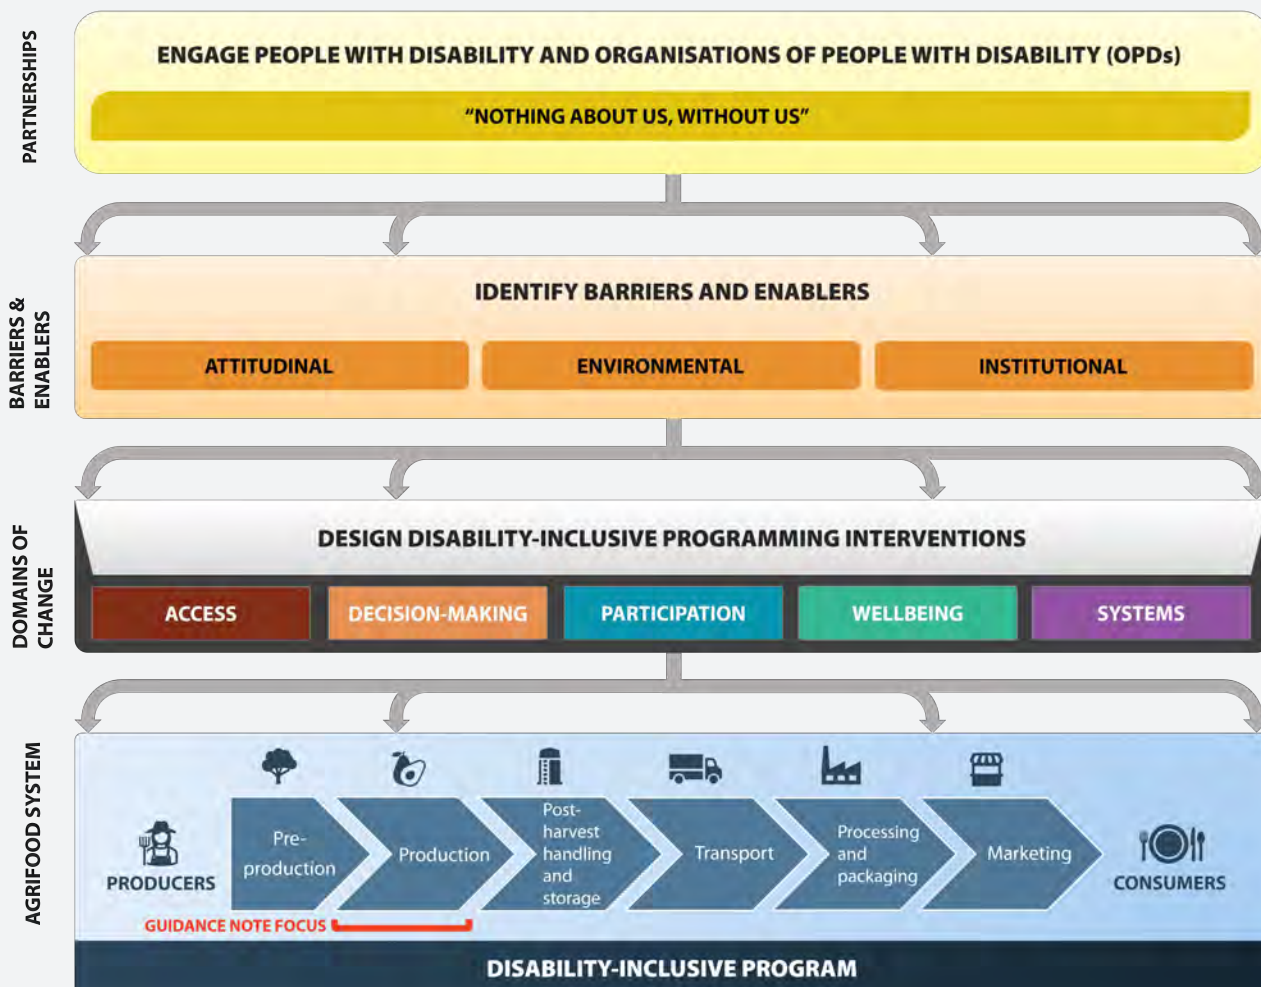 PARTNERSHIPS
ENGAGE PEOPLE WITH DISABILITY AND ORGANISATIONS OF PEOPLE WITH DISABILITY (OPDs)
“NOTHING ABOUT US, WITHOUT US”
BARRIERS &
ENABLERS
IDENTIFY BARRIERS AND ENABLERS
ATTITUDINAL
ENVIRONMENTAL
INSTITUTIONAL
DOMAINS OF
CHANGE
DESIGN DISABILITY-INCLUSIVE PROGRAMMING INTERVENTIONS
ACCESS
DECISION-MAKING
PARTICIPATION
WELLBEING
SYSTEMS
AGRIFOOD SYSTEM
PRODUCERS
Pre-
production
Production
Post-
harvest
handling
and
storage
Transport
Processing
and
packaging
Marketing
CONSUMERS
GUIDANCE NOTE FOCUS
DISABILITY-INCLUSIVE PROGRAM